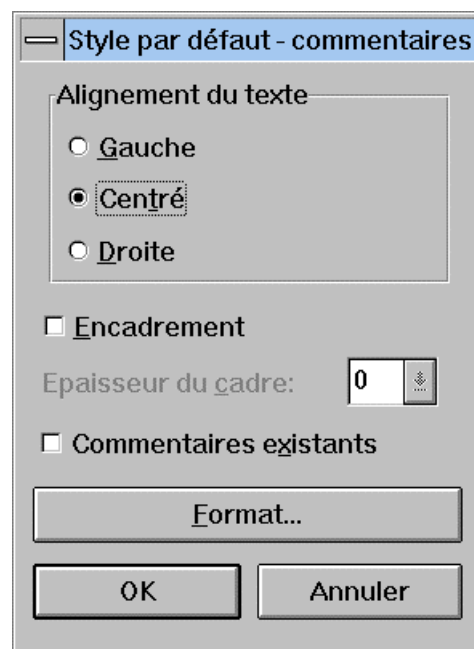 Style par défaut - commentaires
Alignement du texte
Gauche
Centré
Droite
Encadrement
Epaisseur du cadre: 0
Commentaires existants
Format...
OK Annuler